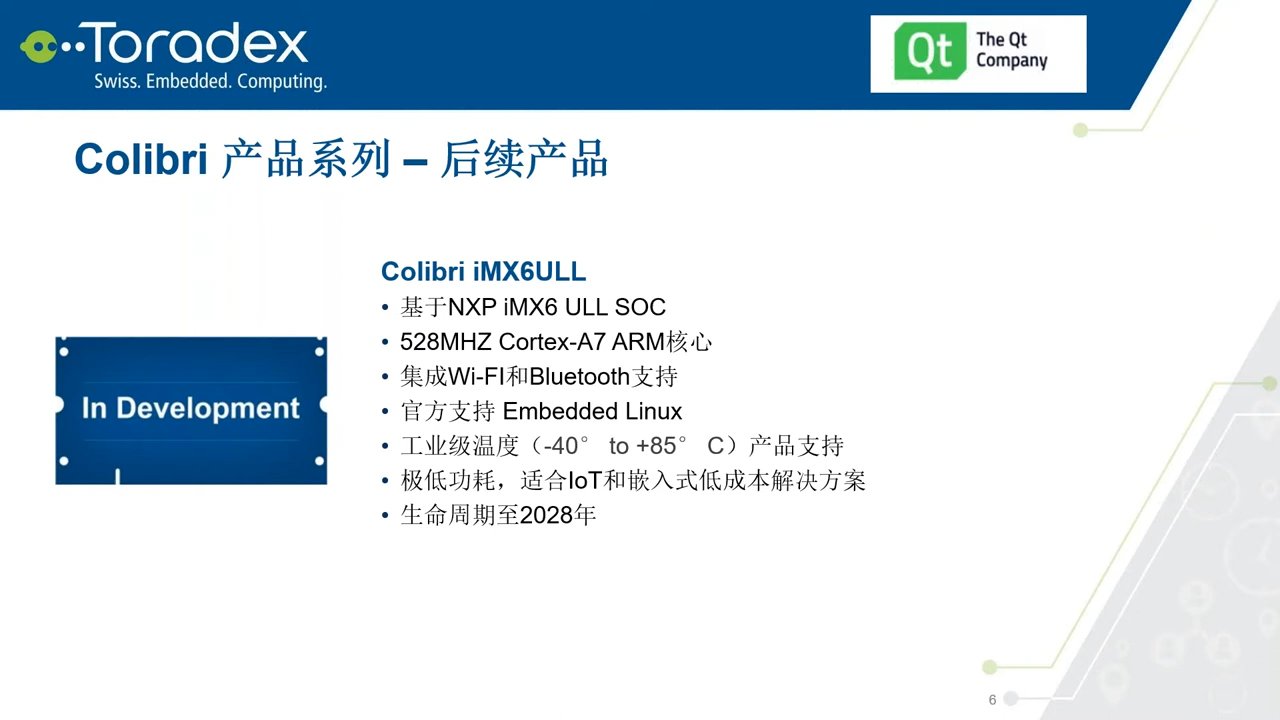 Toradex
Swiss. Embedded. Computing.
Qt
The Qt
Company
Colibri 产品系列 – 后续产品
In Development
Colibri iMX6ULL
• 基于NXP iMX6 ULL SOC
• 528MHZ Cortex-A7 ARM核心
• 集成Wi-FI和Bluetooth支持
• 官方支持 Embedded Linux
• 工业级温度（-40° to +85° C）产品支持
• 极低功耗，适合IoT和嵌入式低成本解决方案
• 生命周期至2028年
6